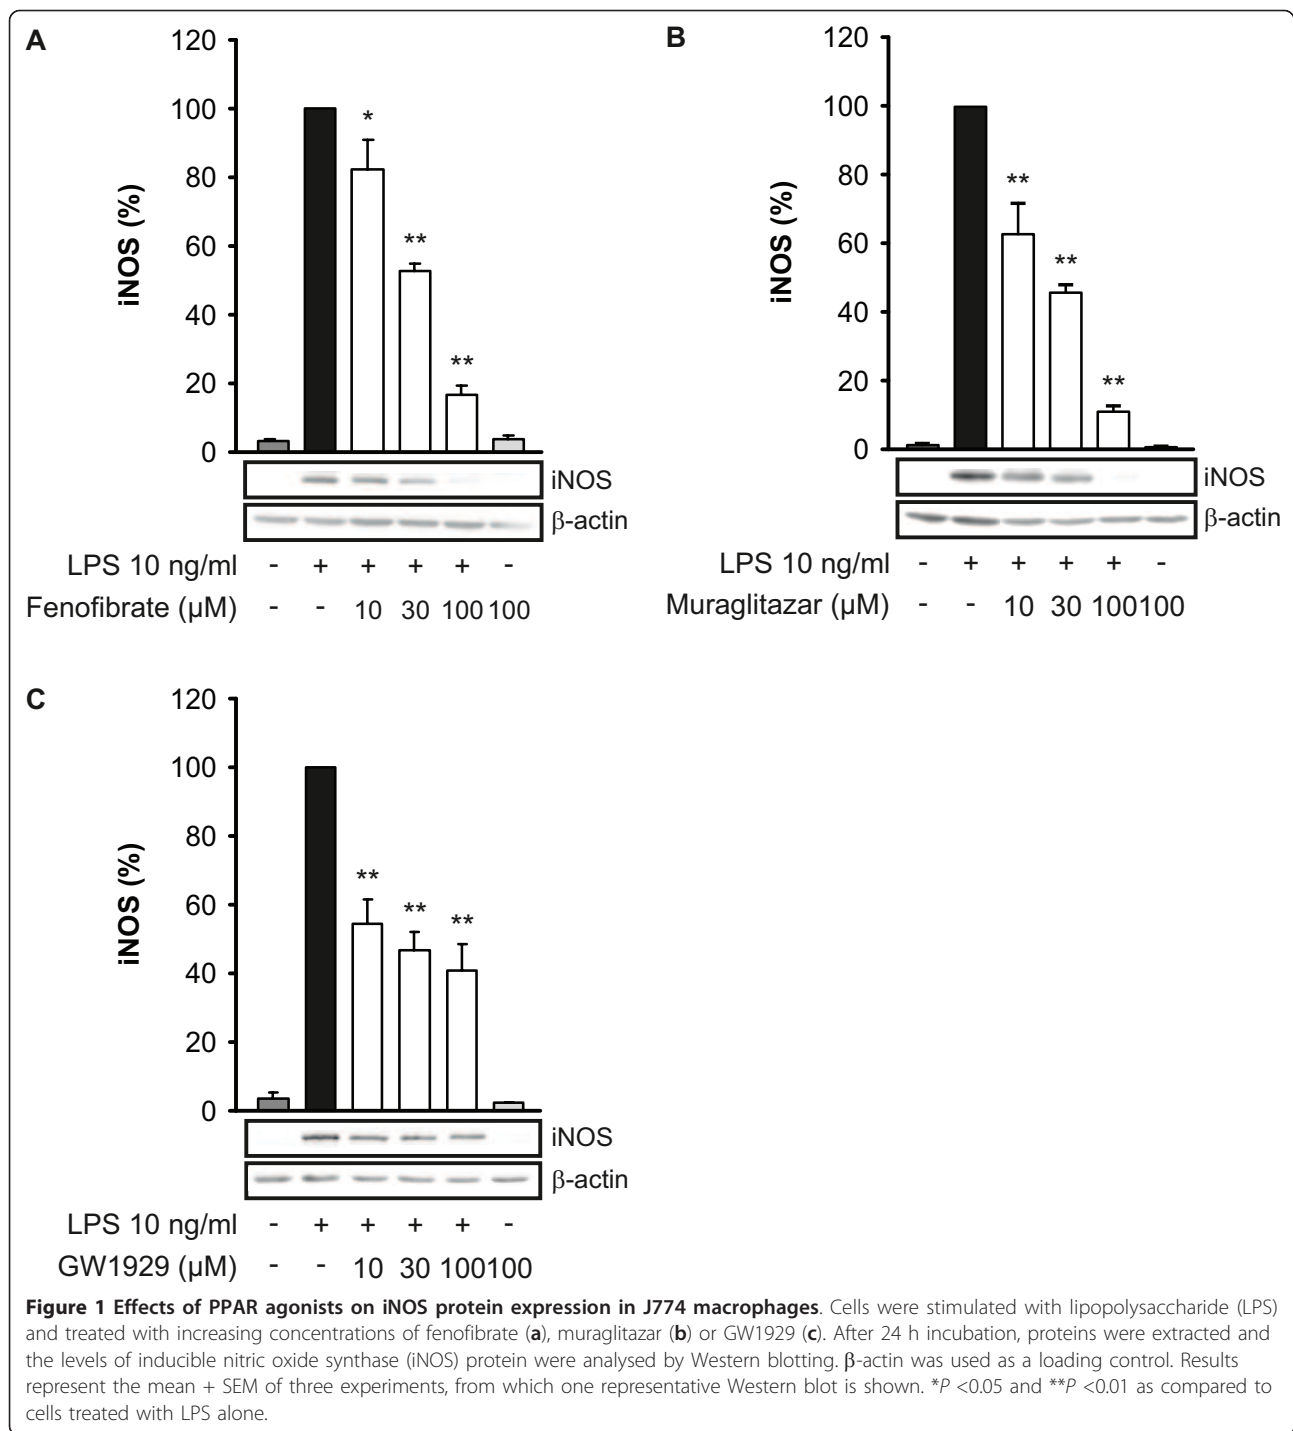 A
120
100
80
60
40
20
0
iNOS (%)
*
**
**
iNOS
β-actin
LPS 10 ng/ml - + + + + -
Fenofibrate (µM) - - 10 30 100 100
B
120
100
80
60
40
20
0
iNOS (%)
**
**
**
iNOS
β-actin
LPS 10 ng/ml - + + + + -
Muraglitazar (µM) - - 10 30 100 100
C
120
100
80
60
40
20
0
iNOS (%)
**
**
**
iNOS
β-actin
LPS 10 ng/ml - + + + + -
GW1929 (µM) - - 10 30 100 100
Figure 1 Effects of PPAR agonists on iNOS protein expression in J774 macrophages. Cells were stimulated with lipopolysaccharide (LPS)
and treated with increasing concentrations of fenofibrate (a), muraglitazar (b) or GW1929 (c). After 24 h incubation, proteins were extracted and
the levels of inducible nitric oxide synthase (iNOS) protein were analysed by Western blotting. β-actin was used as a loading control. Results
represent the mean + SEM of three experiments, from which one representative Western blot is shown. *P <0.05 and **P <0.01 as compared to
cells treated with LPS alone.